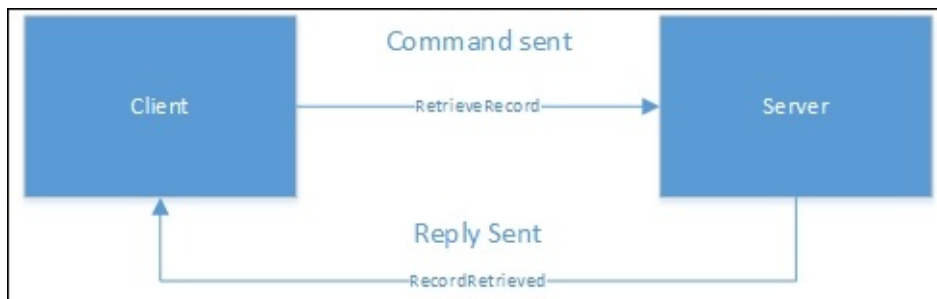 Command sent
Client
RetrieveRecord
Server
Reply Sent
RecordRetrieved